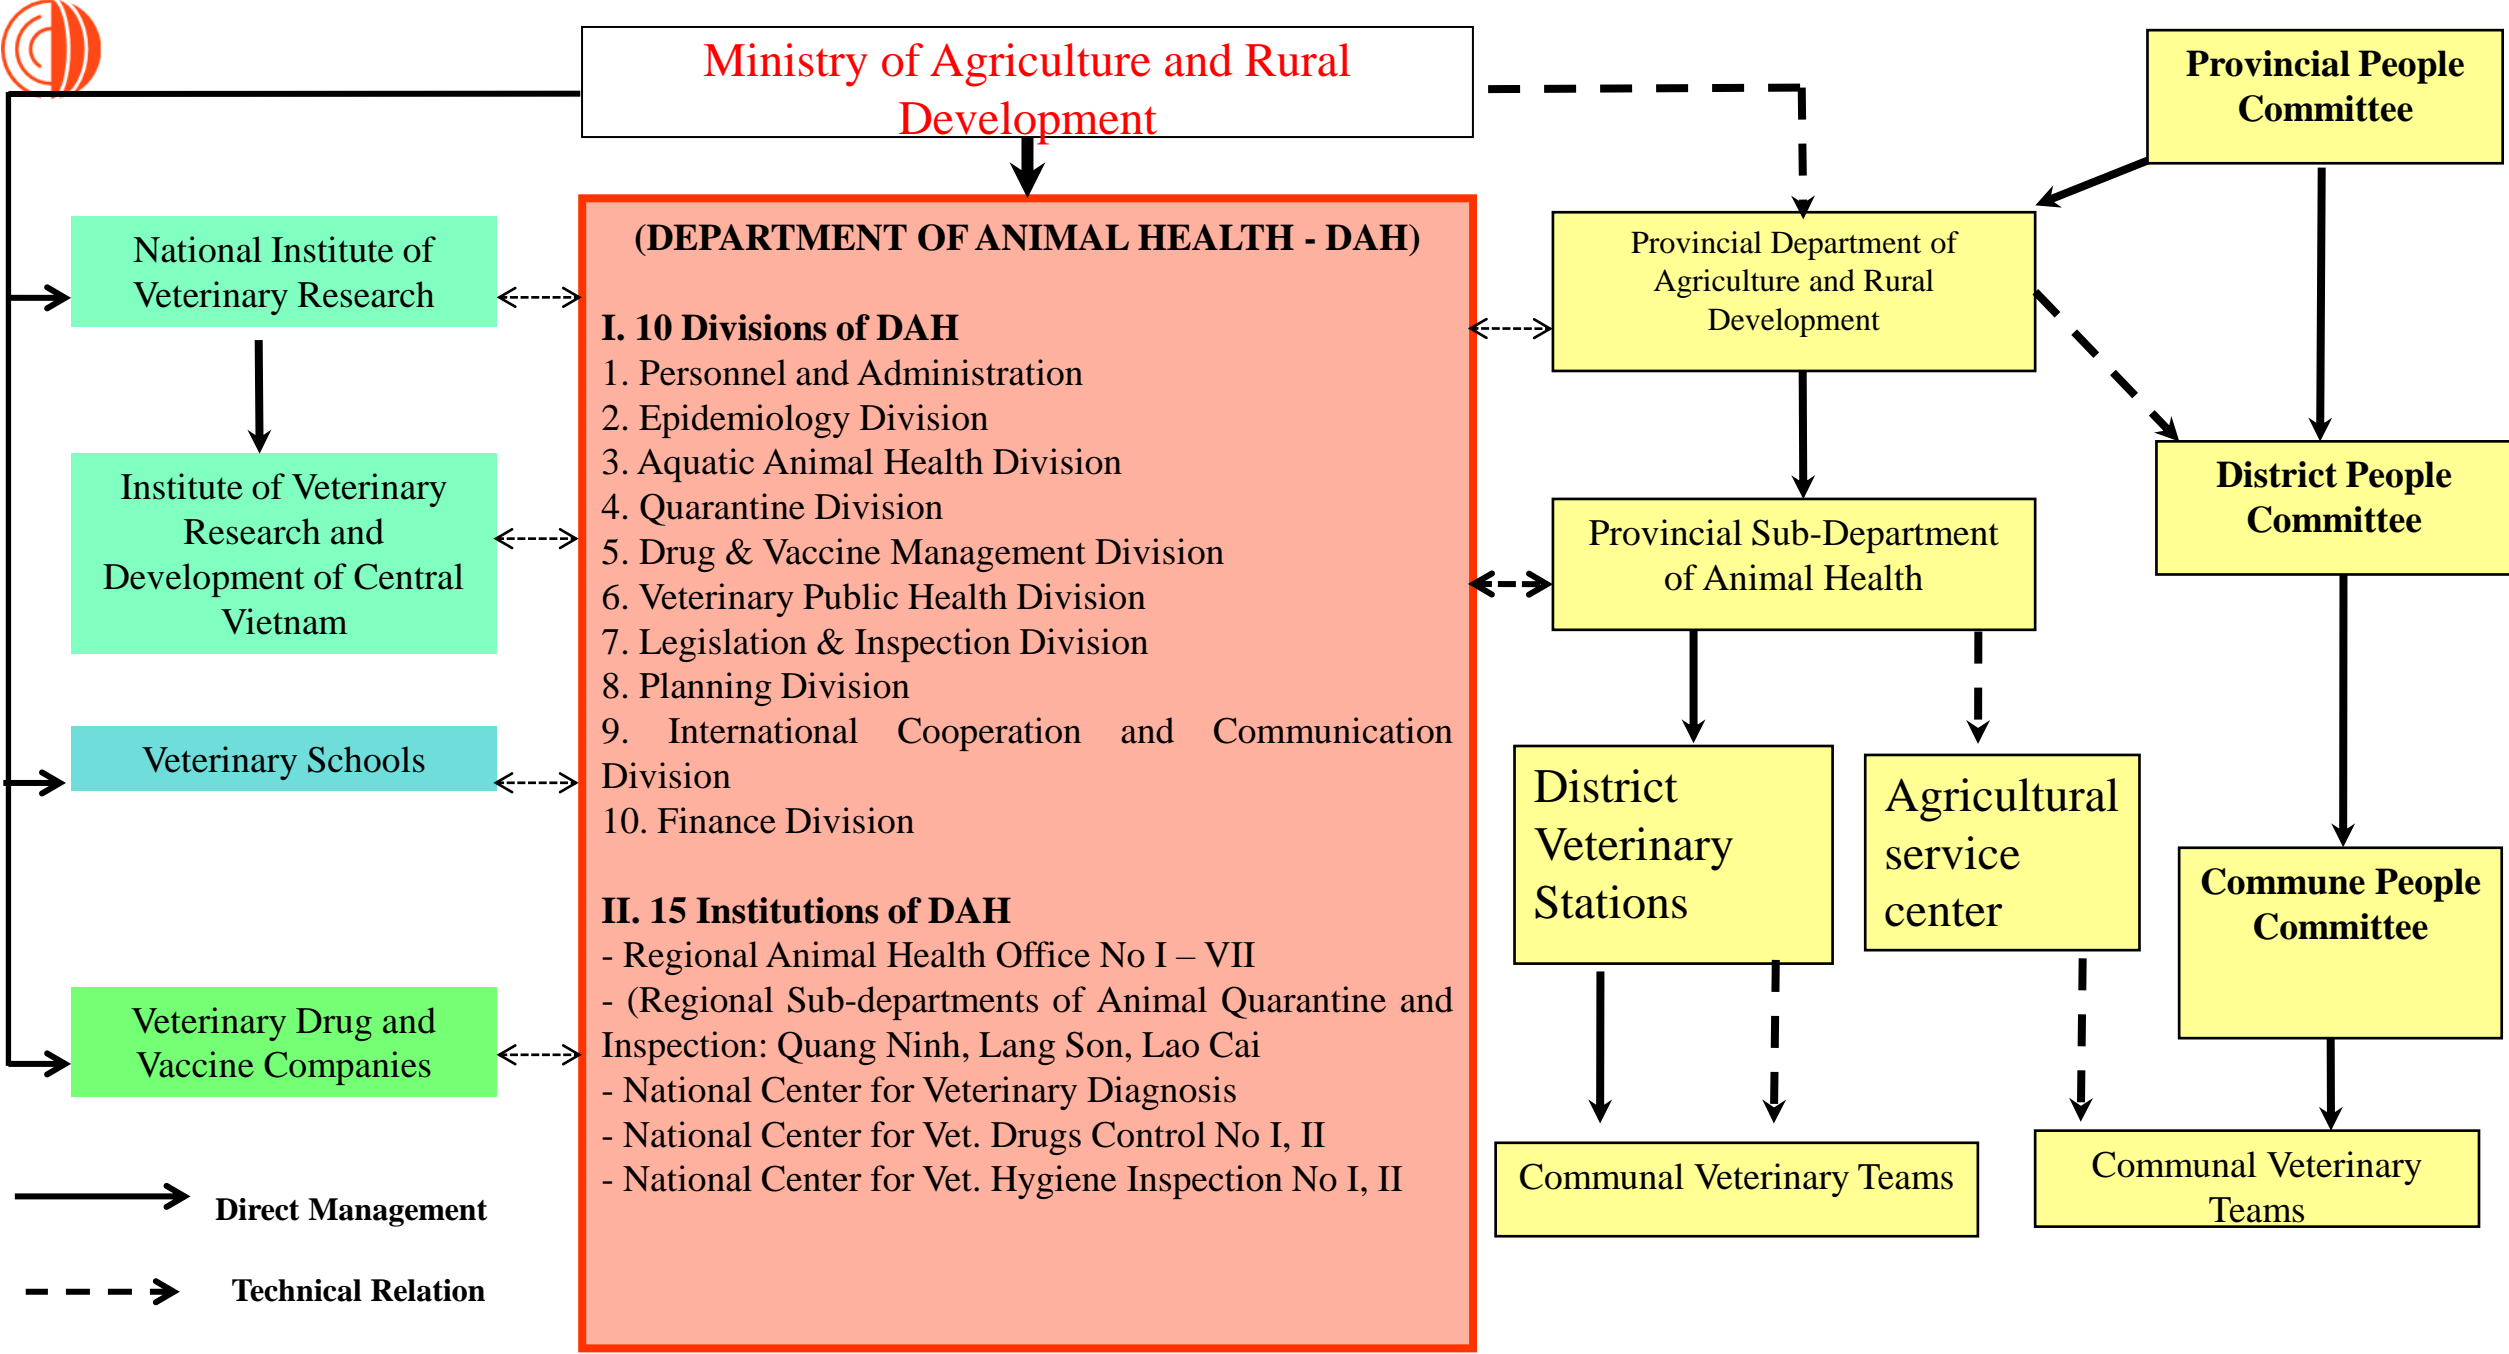 Ministry of Agriculture and Rural
Development
Provincial People
Committee
National Institute of
Veterinary Research
Institute of Veterinary
Research and
Development of Central
Vietnam
Veterinary Schools
Veterinary Drug and
Vaccine Companies
Direct Management
Technical Relation
(DEPARTMENT OF ANIMAL HEALTH - DAH)
I. 10 Divisions of DAH
1. Personnel and Administration
2. Epidemiology Division
3. Aquatic Animal Health Division
4. Quarantine Division
5. Drug & Vaccine Management Division
6. Veterinary Public Health Division
7. Legislation & Inspection Division
8. Planning Division
9. International Cooperation and Communication
Division
10. Finance Division
II. 15 Institutions of DAH
- Regional Animal Health Office No I – VII
- (Regional Sub-departments of Animal Quarantine and
Inspection: Quang Ninh, Lang Son, Lao Cai
- National Center for Veterinary Diagnosis
- National Center for Vet. Drugs Control No I, II
- National Center for Vet. Hygiene Inspection No I, II
Provincial Department of
Agriculture and Rural
Development
Provincial Sub-Department
of Animal Health
District
Veterinary
Stations
Agricultural
service
center
Communal Veterinary Teams
District People
Committee
Commune People
Committee
Communal Veterinary
Teams